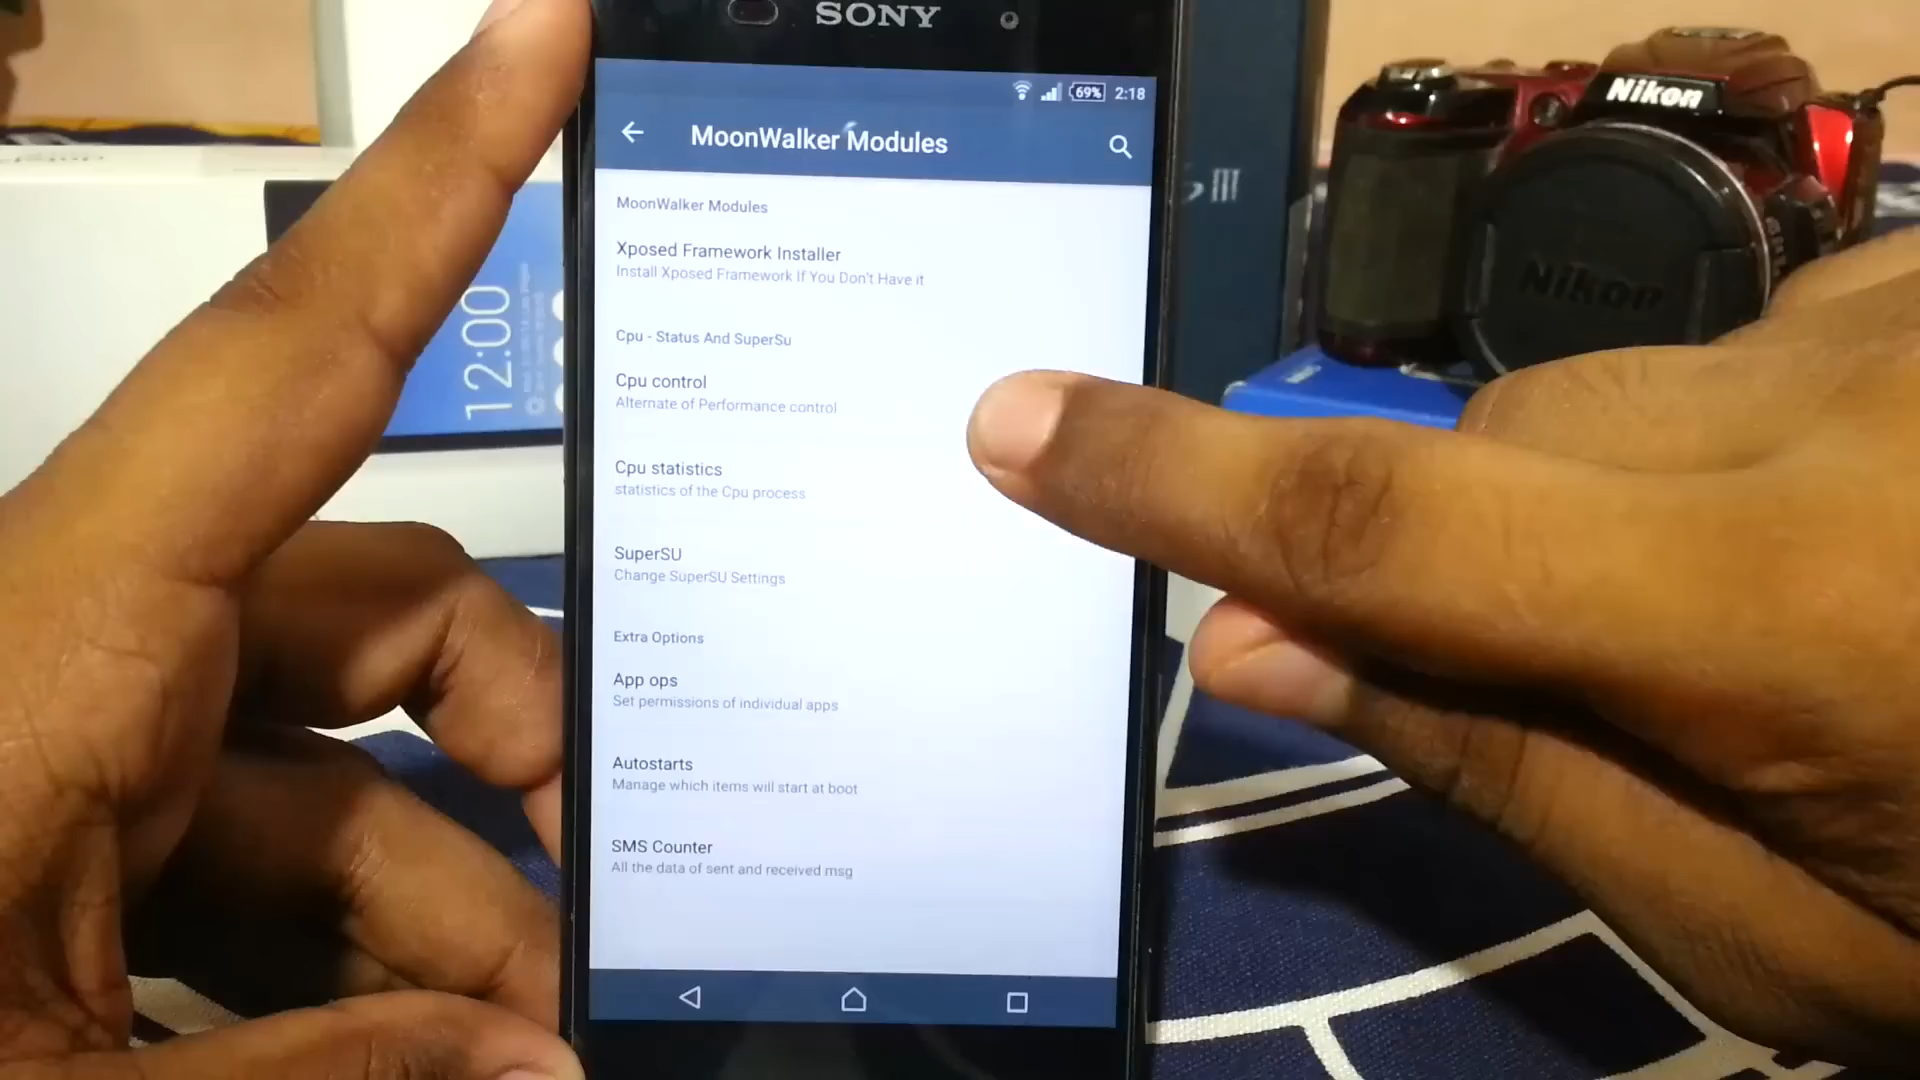 SONY
69% 2:18
MoonWalker Modules
MoonWalker Modules
Xposed Framework Installer
Install Xposed Framework If You Don't Have it
Cpu - Status And SuperSu
Cpu control
Alternate of Performance control
Cpu statistics
statistics of the Cpu process
SuperSU
Change SuperSU Settings
Extra Options
App ops
Set permissions of individual apps
Autostarts
Manage which items will start at boot
SMS Counter
All the data of sent and received msg
12:00
III
Nikon
Nikon